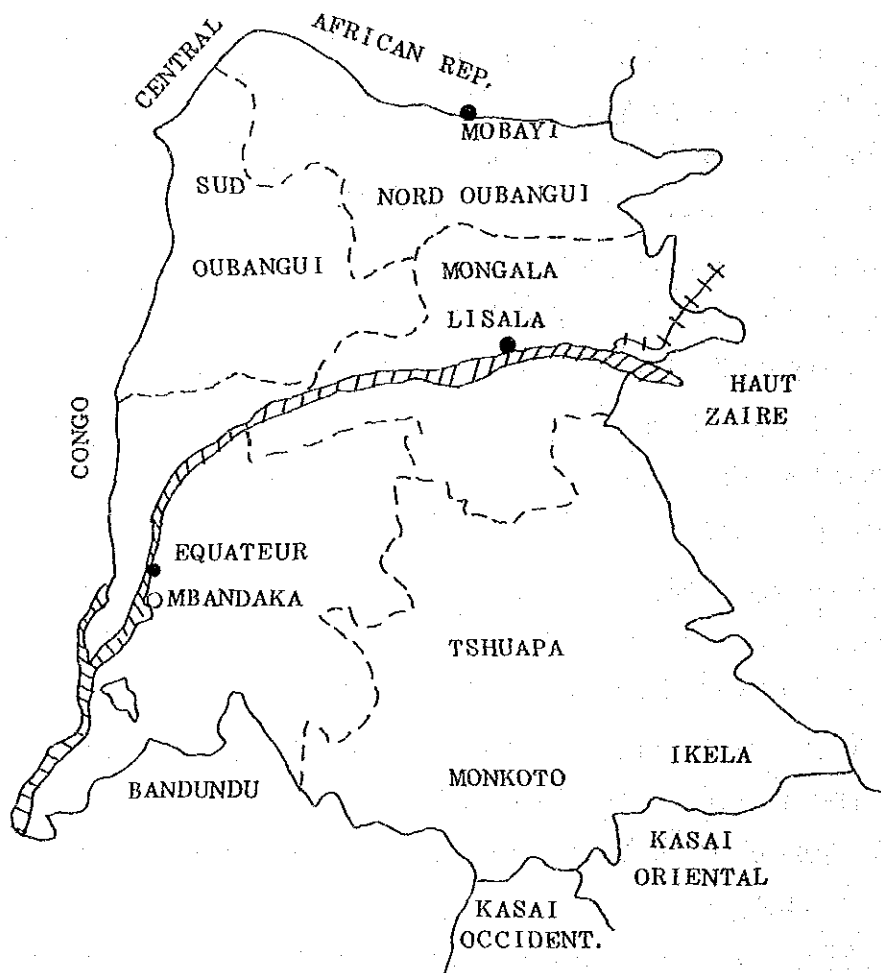 CENTRAL AFRICAN REP.
MOBAYI
SUD
NORD OUBANGUI
OUBANGUI
MONGALA
LISALA
HAUT
ZAIRE
CONGO
EQUATEUR
MBANDAKA
TSHUAPA
IKELA
MONKOTO
BANDUNDU
KASAI
ORIENTAL
KASAI
OCCIDENT.